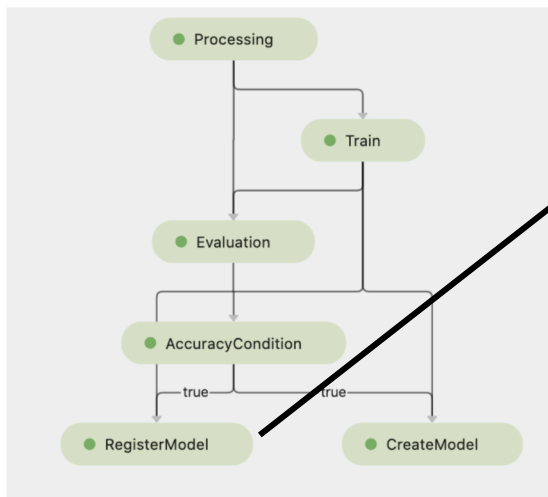 Processing
Train
Evaluation
AccuracyCondition
true
true
RegisterModel
CreateModel